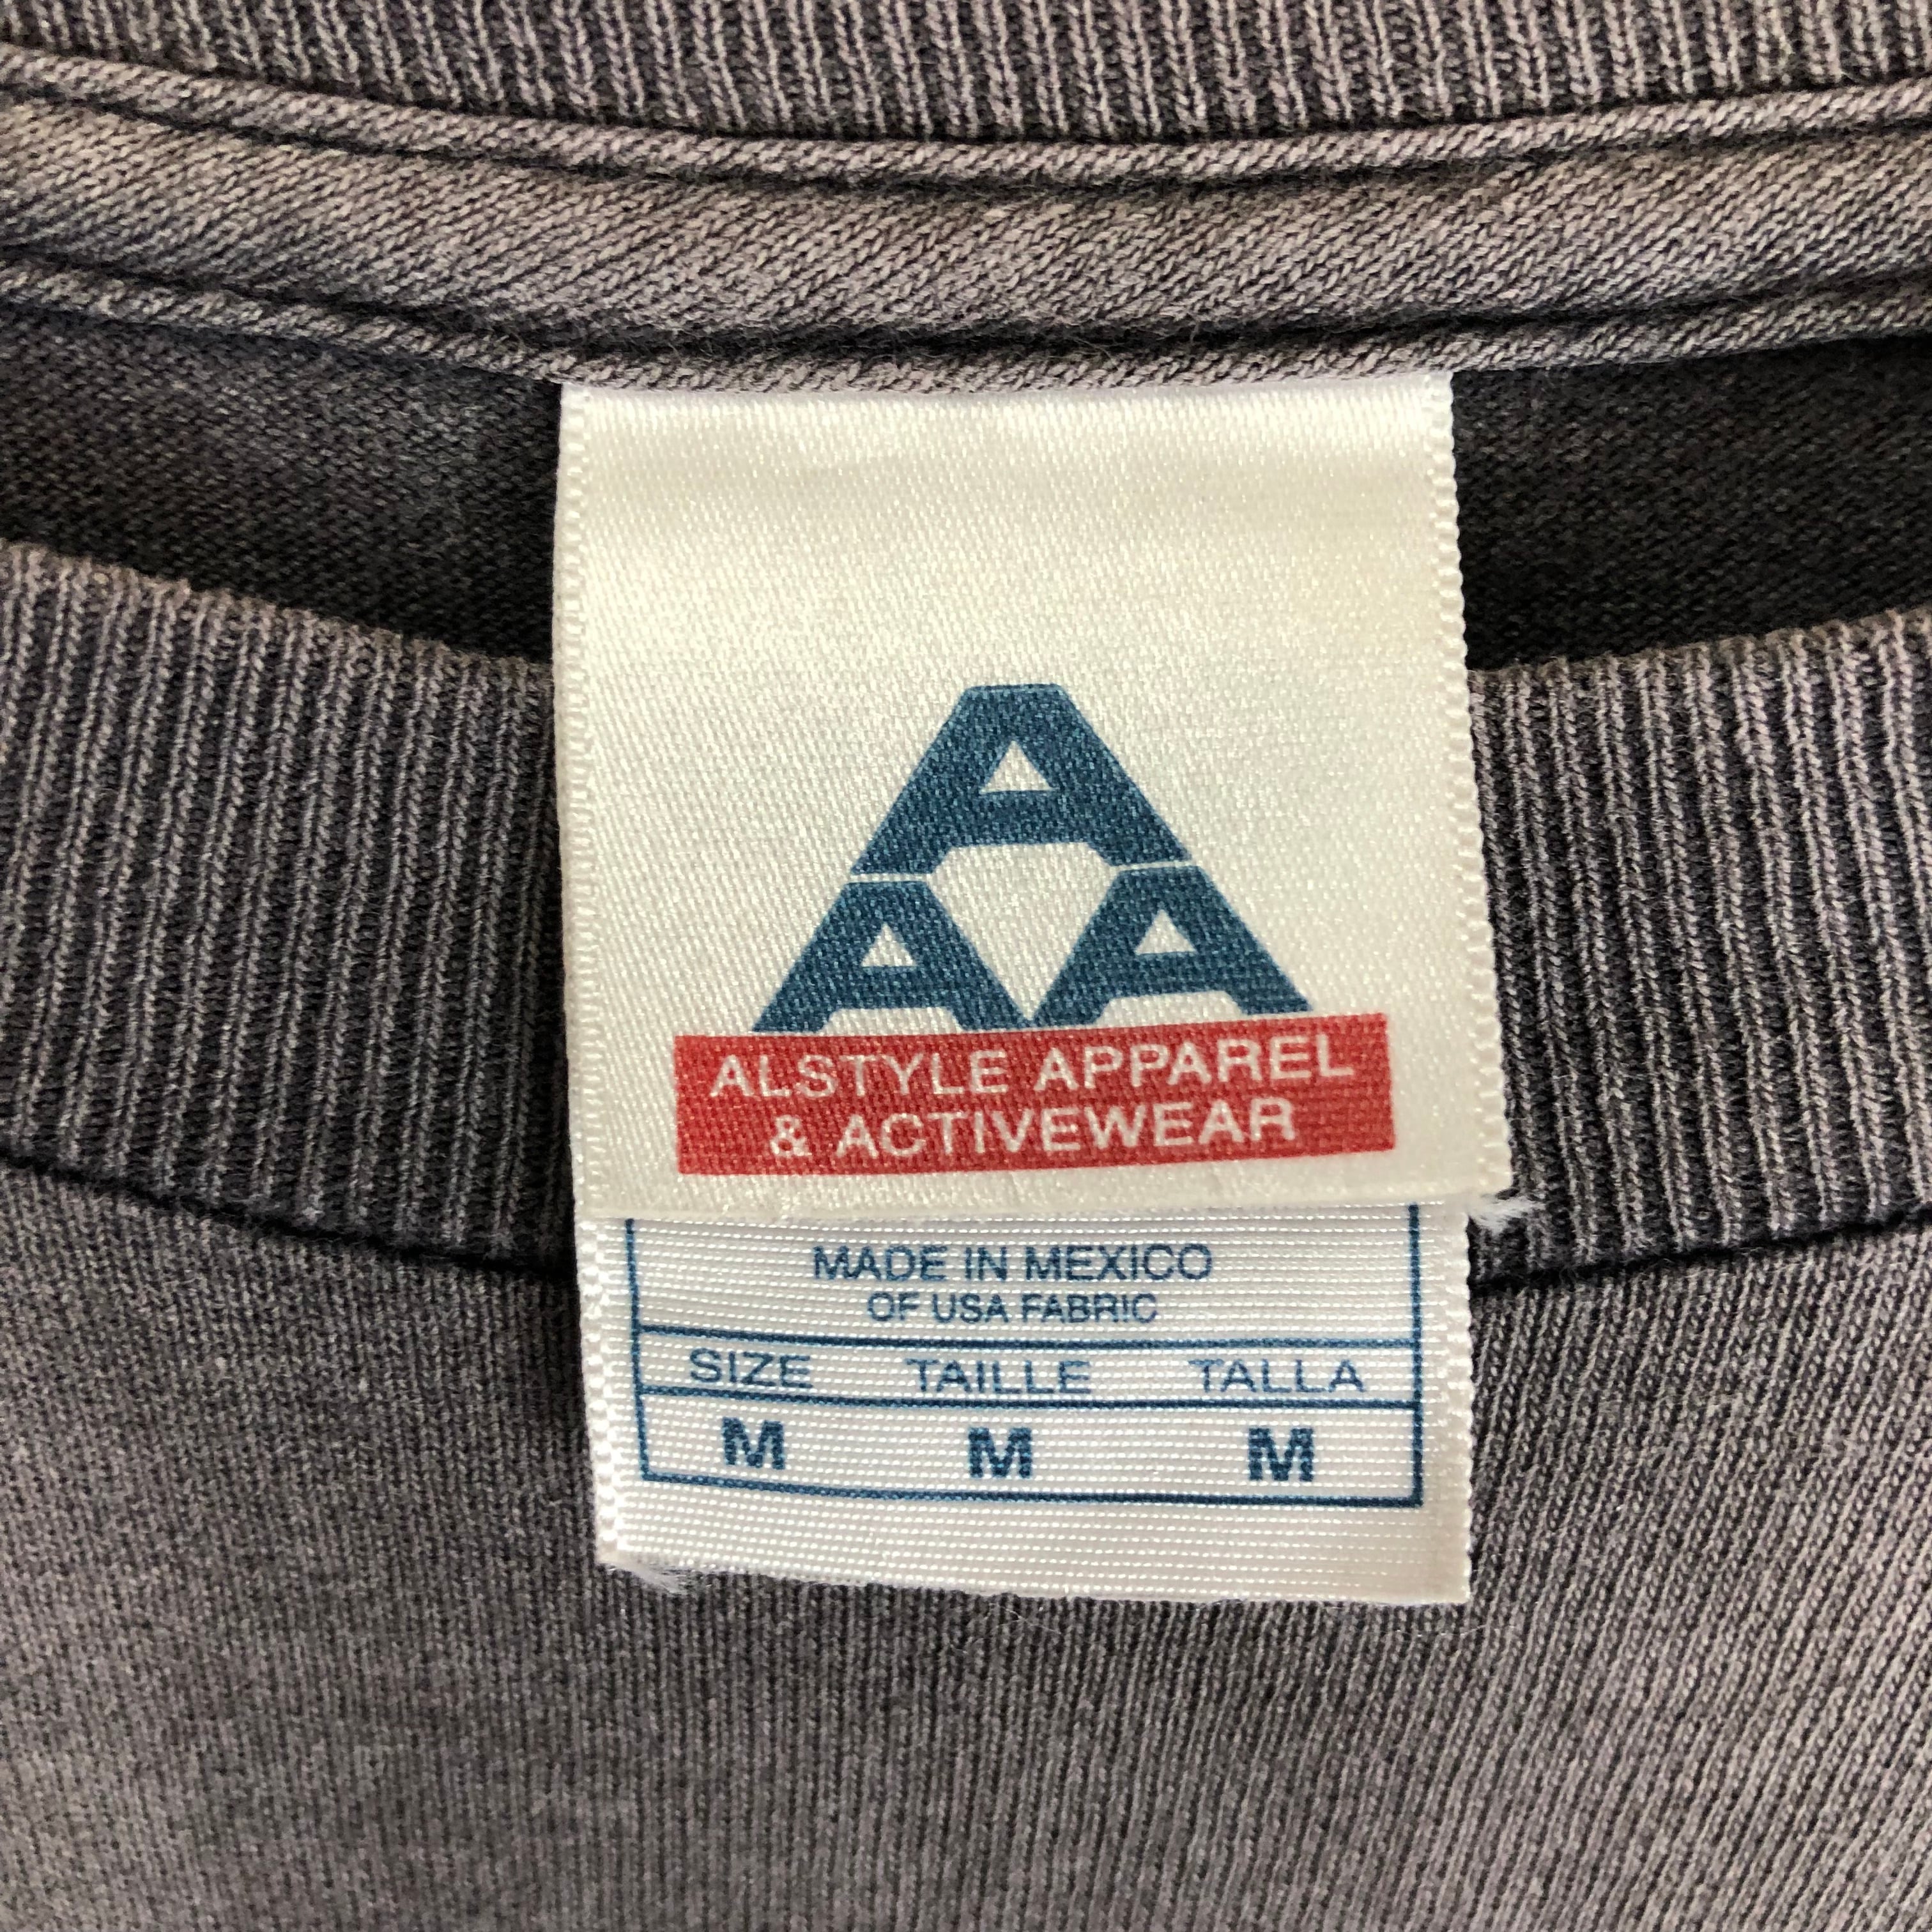 A
A A
ALSTYLE APPAREL
& ACTIVEWEAR
MADE IN MEXICO
OF USA FABRIC
SIZE TAILLE TALLA
M M M